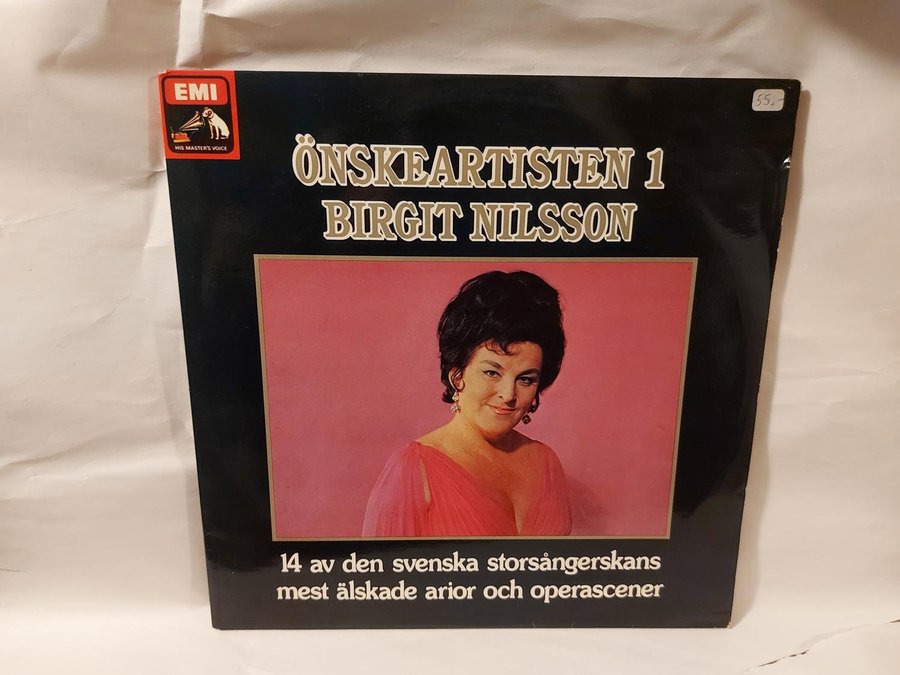 EMI
HIS MASTER'S VOICE
55:-
ÖNSKEARTISTEN 1
BIRGIT NILSSON
14 av den svenska storsångerskans
mest älskade arior och operascener